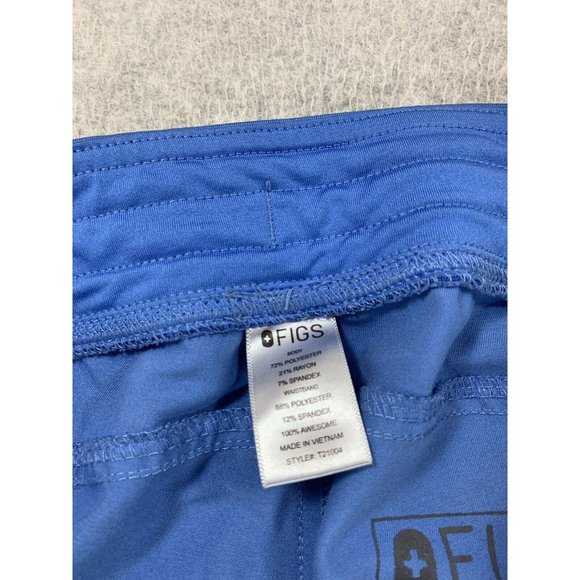 FIGS
BODY
72% POLYESTER
21% RAYON
7% SPANDEX
WAISTBAND
88% POLYESTER
12% SPANDEX
100% AWESOME
MADE IN VIETNAM
STYLE#: T21004
FIGS